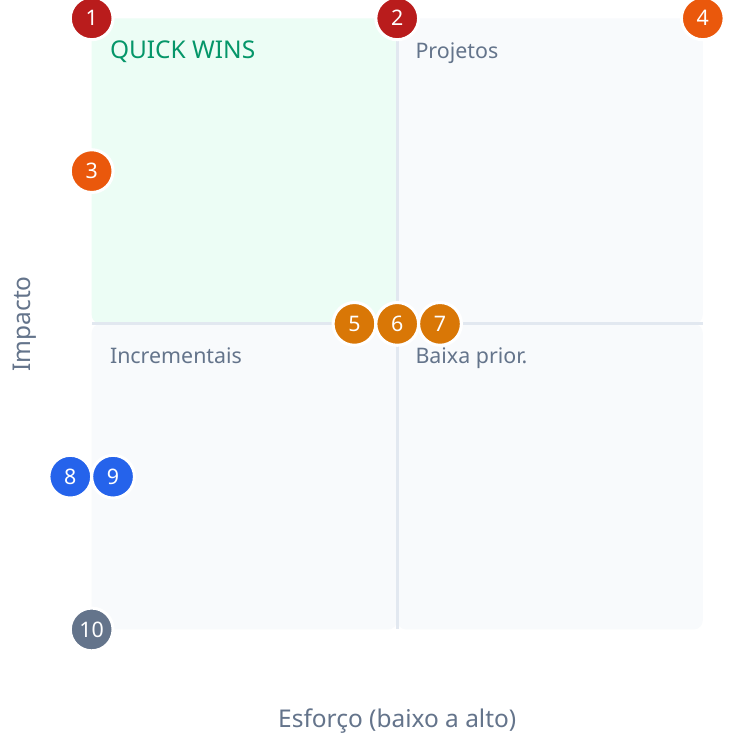 1
2
4
QUICK WINS
Projetos
3
Impacto
5
6
7
Incrementais
Baixa prior.
8
9
10
Esforço (baixo a alto)